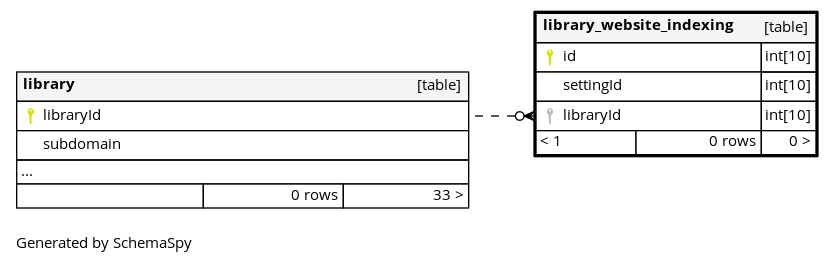 library [table]
libraryId
subdomain
...
0 rows 33 >
library_website_indexing [table]
id int[10]
settingId int[10]
libraryId int[10]
< 1 0 rows 0 >
Generated by SchemaSpy